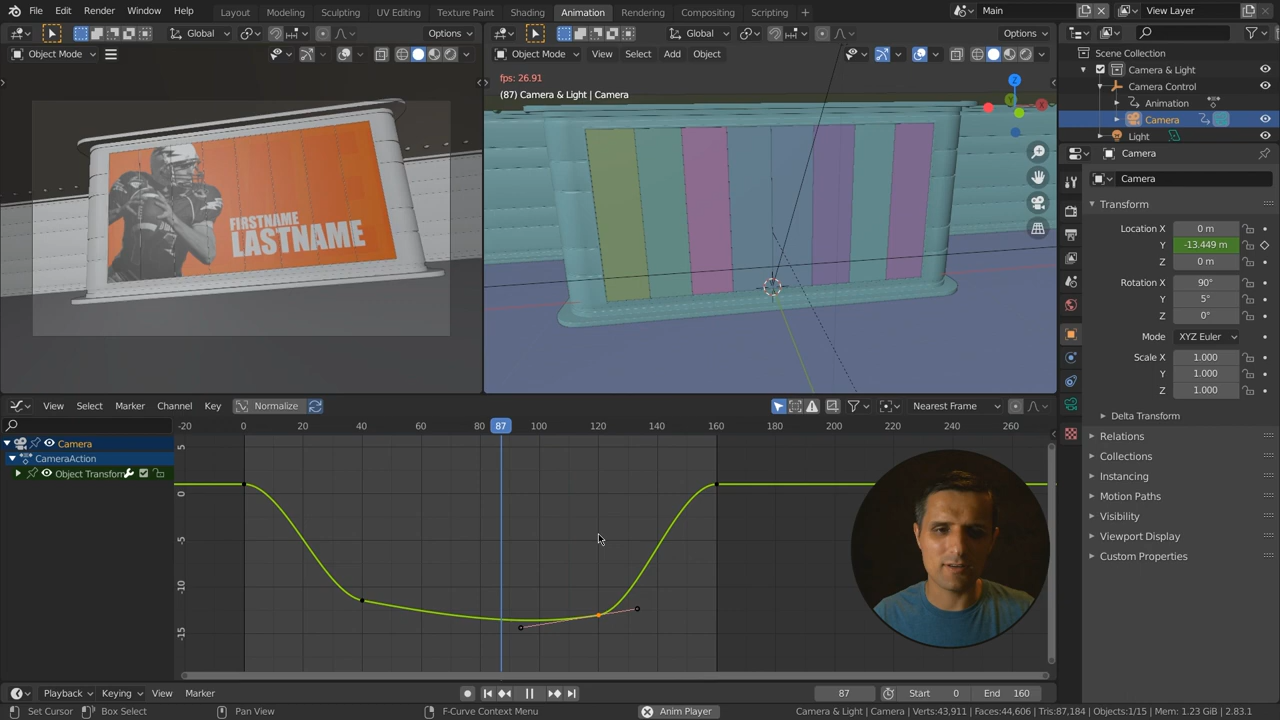 File Edit Render Window Help Layout Modeling Sculpting UV Editing Texture Paint Shading Animation Rendering Compositing Scripting + Main View Layer
Global Options Global Options
Object Mode Object Mode View Select Add Object
fps: 26.91
(87) Camera & Light | Camera
Z
Y
X
FIRSTNAME
LASTNAME
Scene Collection
Camera & Light
Camera Control
Animation
Camera
Light
Camera
Camera
Transform
Location X 0 m
Y -13.449 m
Z 0 m
Rotation X 90°
Y 5°
Z 0°
Mode XYZ Euler
Scale X 1.000
Y 1.000
Z 1.000
Delta Transform
Relations
Collections
Instancing
Motion Paths
Visibility
Viewport Display
Custom Properties
View Select Marker Channel Key Normalize Nearest Frame
-20 0 20 40 60 80 87 100 120 140 160 180 200 220 240 260
Camera
CameraAction
Object Transform
5
0
-5
-10
-15
Playback Keying View Marker 87 Start 0 End 160
Set Cursor Box Select Pan View F-Curve Context Menu Anim Player Camera & Light | Camera | Verts:43,911 | Faces:44,606 | Tris:87,184 | Objects:1/15 | Mem: 1.23 GiB | 2.83.1